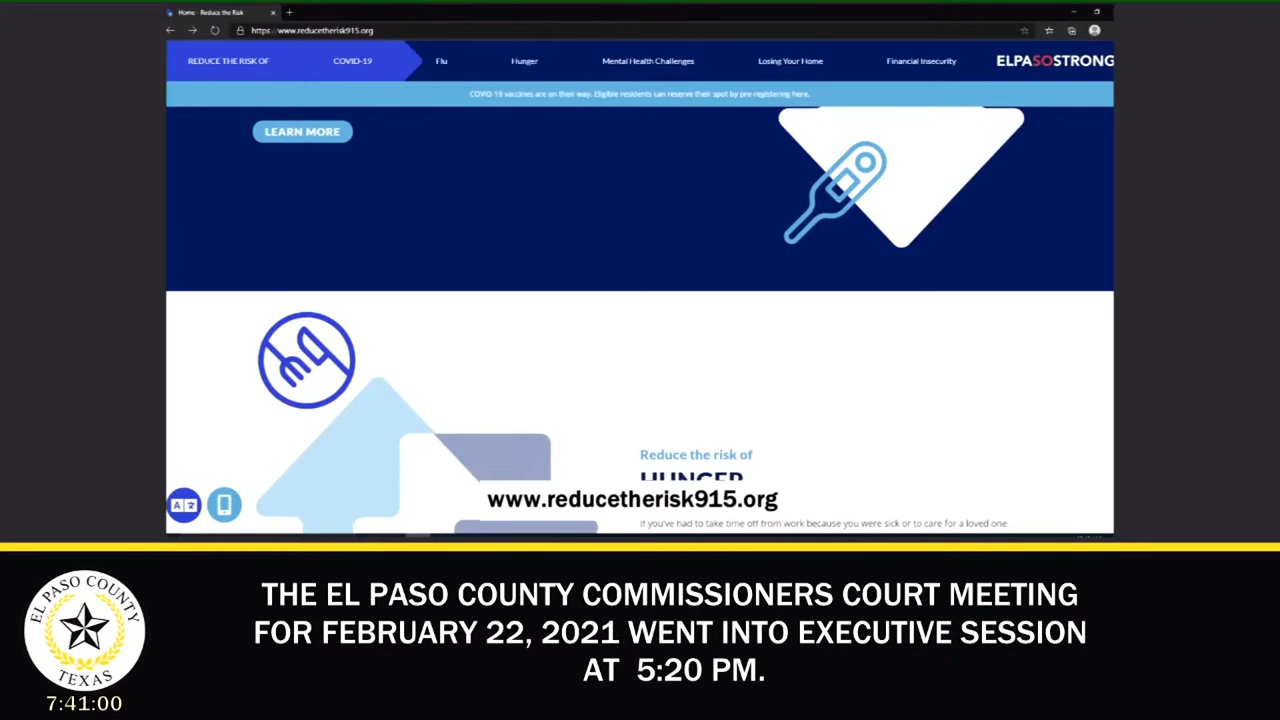 Home - Reduce the Risk
https://www.reducetherisk915.org
REDUCE THE RISK OF COVID-19 Flu Hunger Mental Health Challenges Losing Your Home Financial Insecurity ELPASOSTRONG
COVID-19 vaccines are on their way. Eligible residents can reserve their spot by pre-registering here.
LEARN MORE
Reduce the risk of
HUNGER
www.reducetherisk915.org
If you've had to take time off from work because you were sick or to care for a loved one
EL PASO COUNTY
TEXAS
THE EL PASO COUNTY COMMISSIONERS COURT MEETING
FOR FEBRUARY 22, 2021 WENT INTO EXECUTIVE SESSION
AT 5:20 PM.
7:41:00